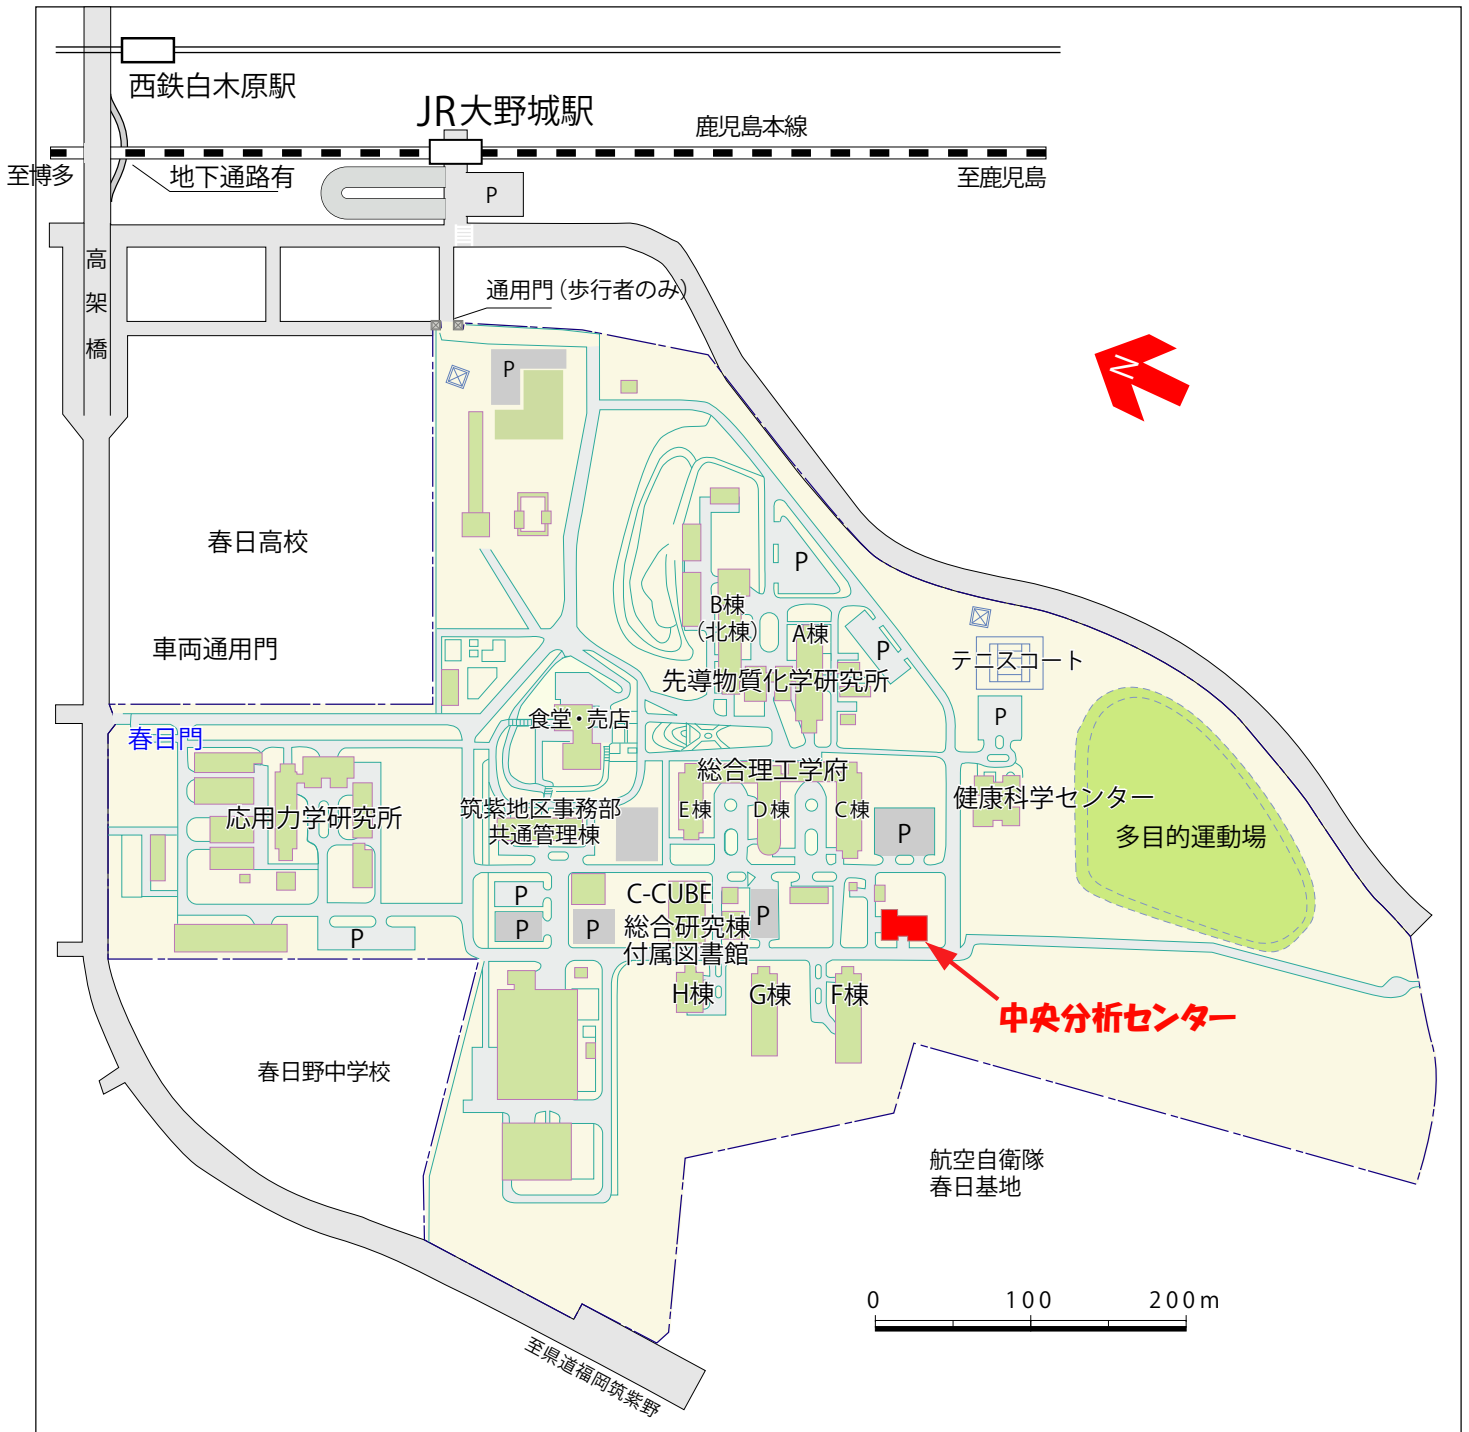 西鉄白木原駅
JR大野城駅
鹿児島本線
至博多
地下通路有
至鹿児島
P
高架橋
通用門（歩行者のみ）
P
N
春日高校
P
B棟
（北棟）
A棟
車両通用門
P
テニスコート
先導物質化学研究所
食堂・売店
P
春日門
総合理工学府
健康科学センター
筑紫地区事務部
共通管理棟
E棟
D棟
C棟
応用力学研究所
P
多目的運動場
P
C-CUBE
P
P
P
総合研究棟
付属図書館
P
H棟
G棟
F棟
中央分析センター
春日野中学校
航空自衛隊
春日基地
0
100
200m
至県道福岡筑紫野